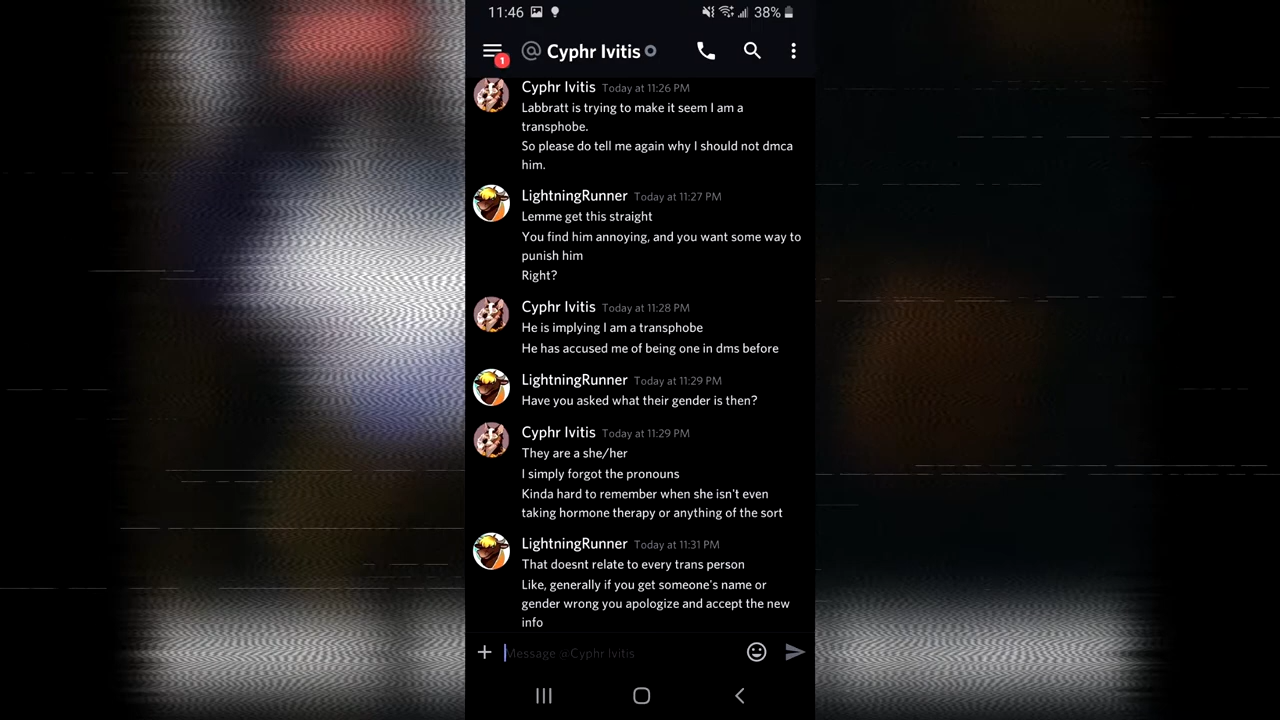 11:46 38%
1 @ Cyphr Ivitis
Cyphr Ivitis Today at 11:26 PM
Labbratt is trying to make it seem I am a
transphobe.
So please do tell me again why I should not dmca
him.
LightningRunner Today at 11:27 PM
Lemme get this straight
You find him annoying, and you want some way to
punish him
Right?
Cyphr Ivitis Today at 11:28 PM
He is implying I am a transphobe
He has accused me of being one in dms before
LightningRunner Today at 11:29 PM
Have you asked what their gender is then?
Cyphr Ivitis Today at 11:29 PM
They are a she/her
I simply forgot the pronouns
Kinda hard to remember when she isn't even
taking hormone therapy or anything of the sort
LightningRunner Today at 11:31 PM
That doesnt relate to every trans person
Like, generally if you get someone's name or
gender wrong you apologize and accept the new
info
Message @Cyphr Ivitis